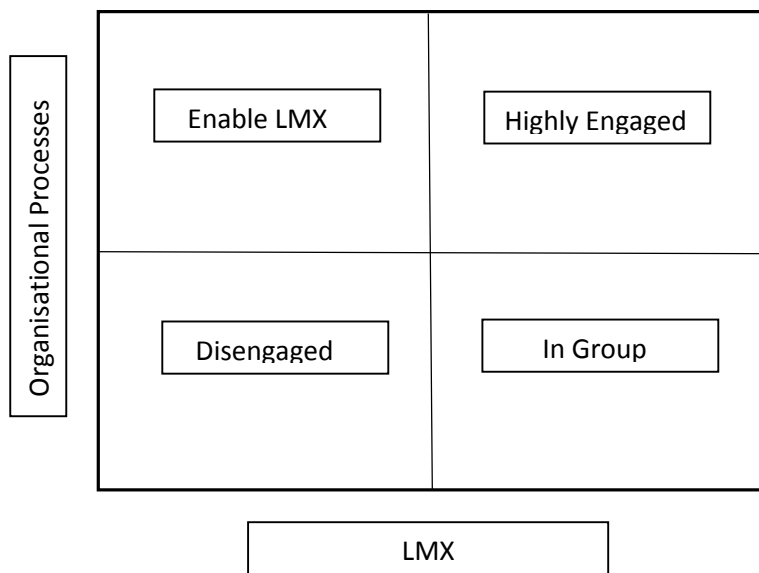 Organisational Processes
Enable LMX
Highly Engaged
Disengaged
In Group
LMX